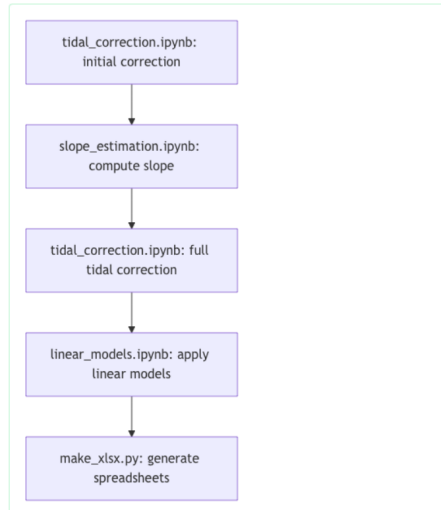 tidal_correction.ipynb:
initial correction
slope_estimation.ipynb:
compute slope
tidal_correction.ipynb: full
tidal correction
linear_models.ipynb: apply
linear models
make_xlsx.py: generate
spreadsheets